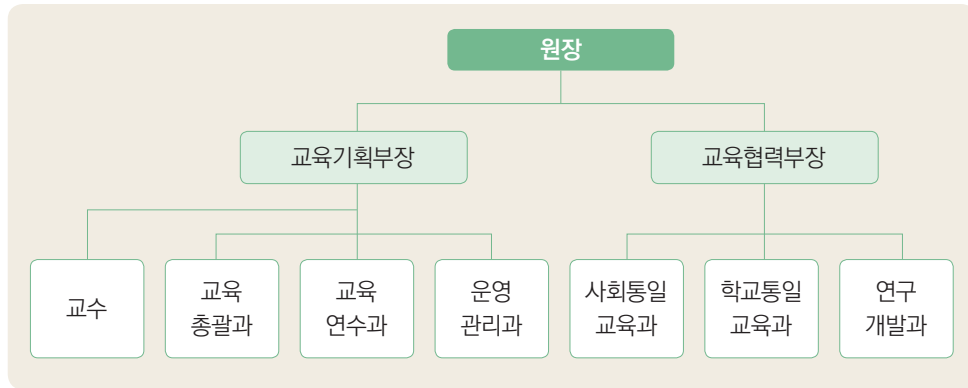 원장
교육기획부장
교육협력부장
교수
교육
총괄과
교육
연수과
운영
관리과
사회통일
교육과
학교통일
교육과
연구
개발과